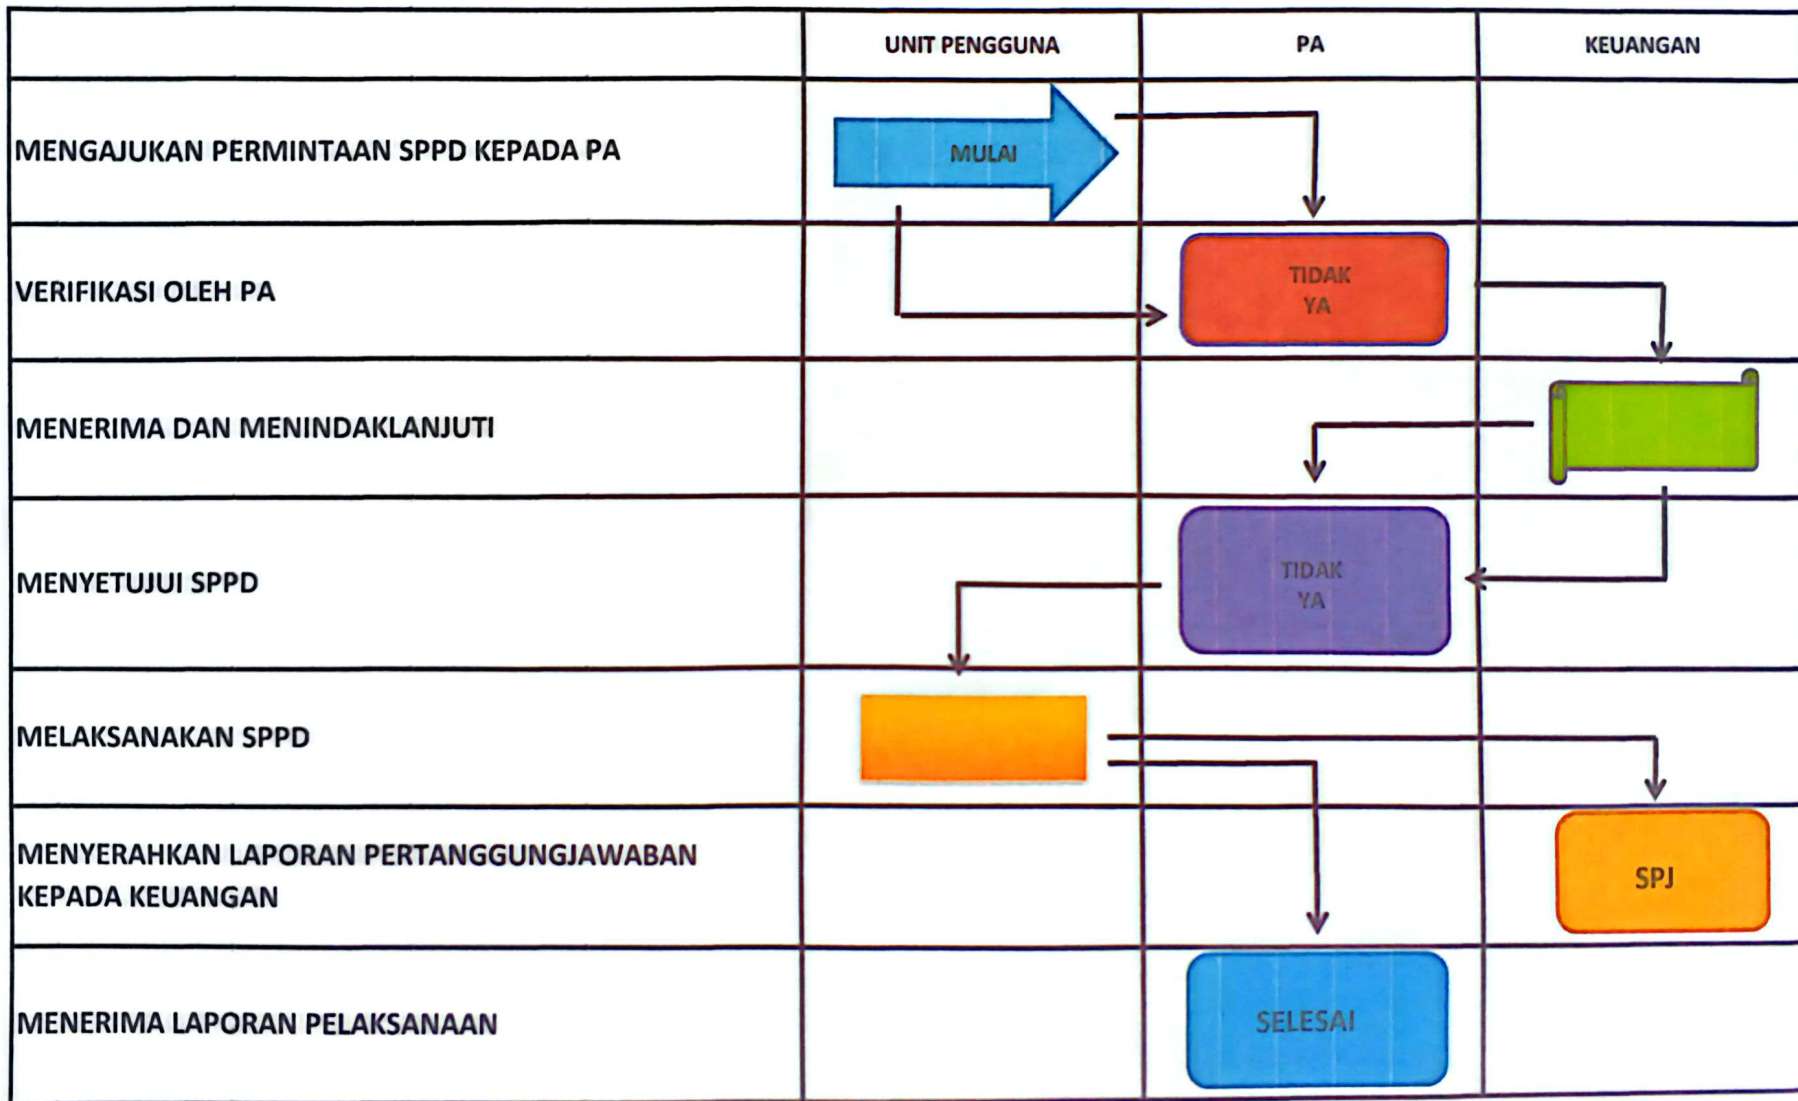 UNIT PENGGUNA
PA
KEUANGAN
MENGAJUKAN PERMINTAAN SPPD KEPADA PA
MULAI
VERIFIKASI OLEH PA
TIDAK
YA
MENERIMA DAN MENINDAKLANJUTI
MENYETUJUI SPPD
TIDAK
YA
MELAKSANAKAN SPPD
MENYERAHKAN LAPORAN PERTANGGUNGJAWABAN
KEPADA KEUANGAN
SPJ
MENERIMA LAPORAN PELAKSANAAN
SELESAI